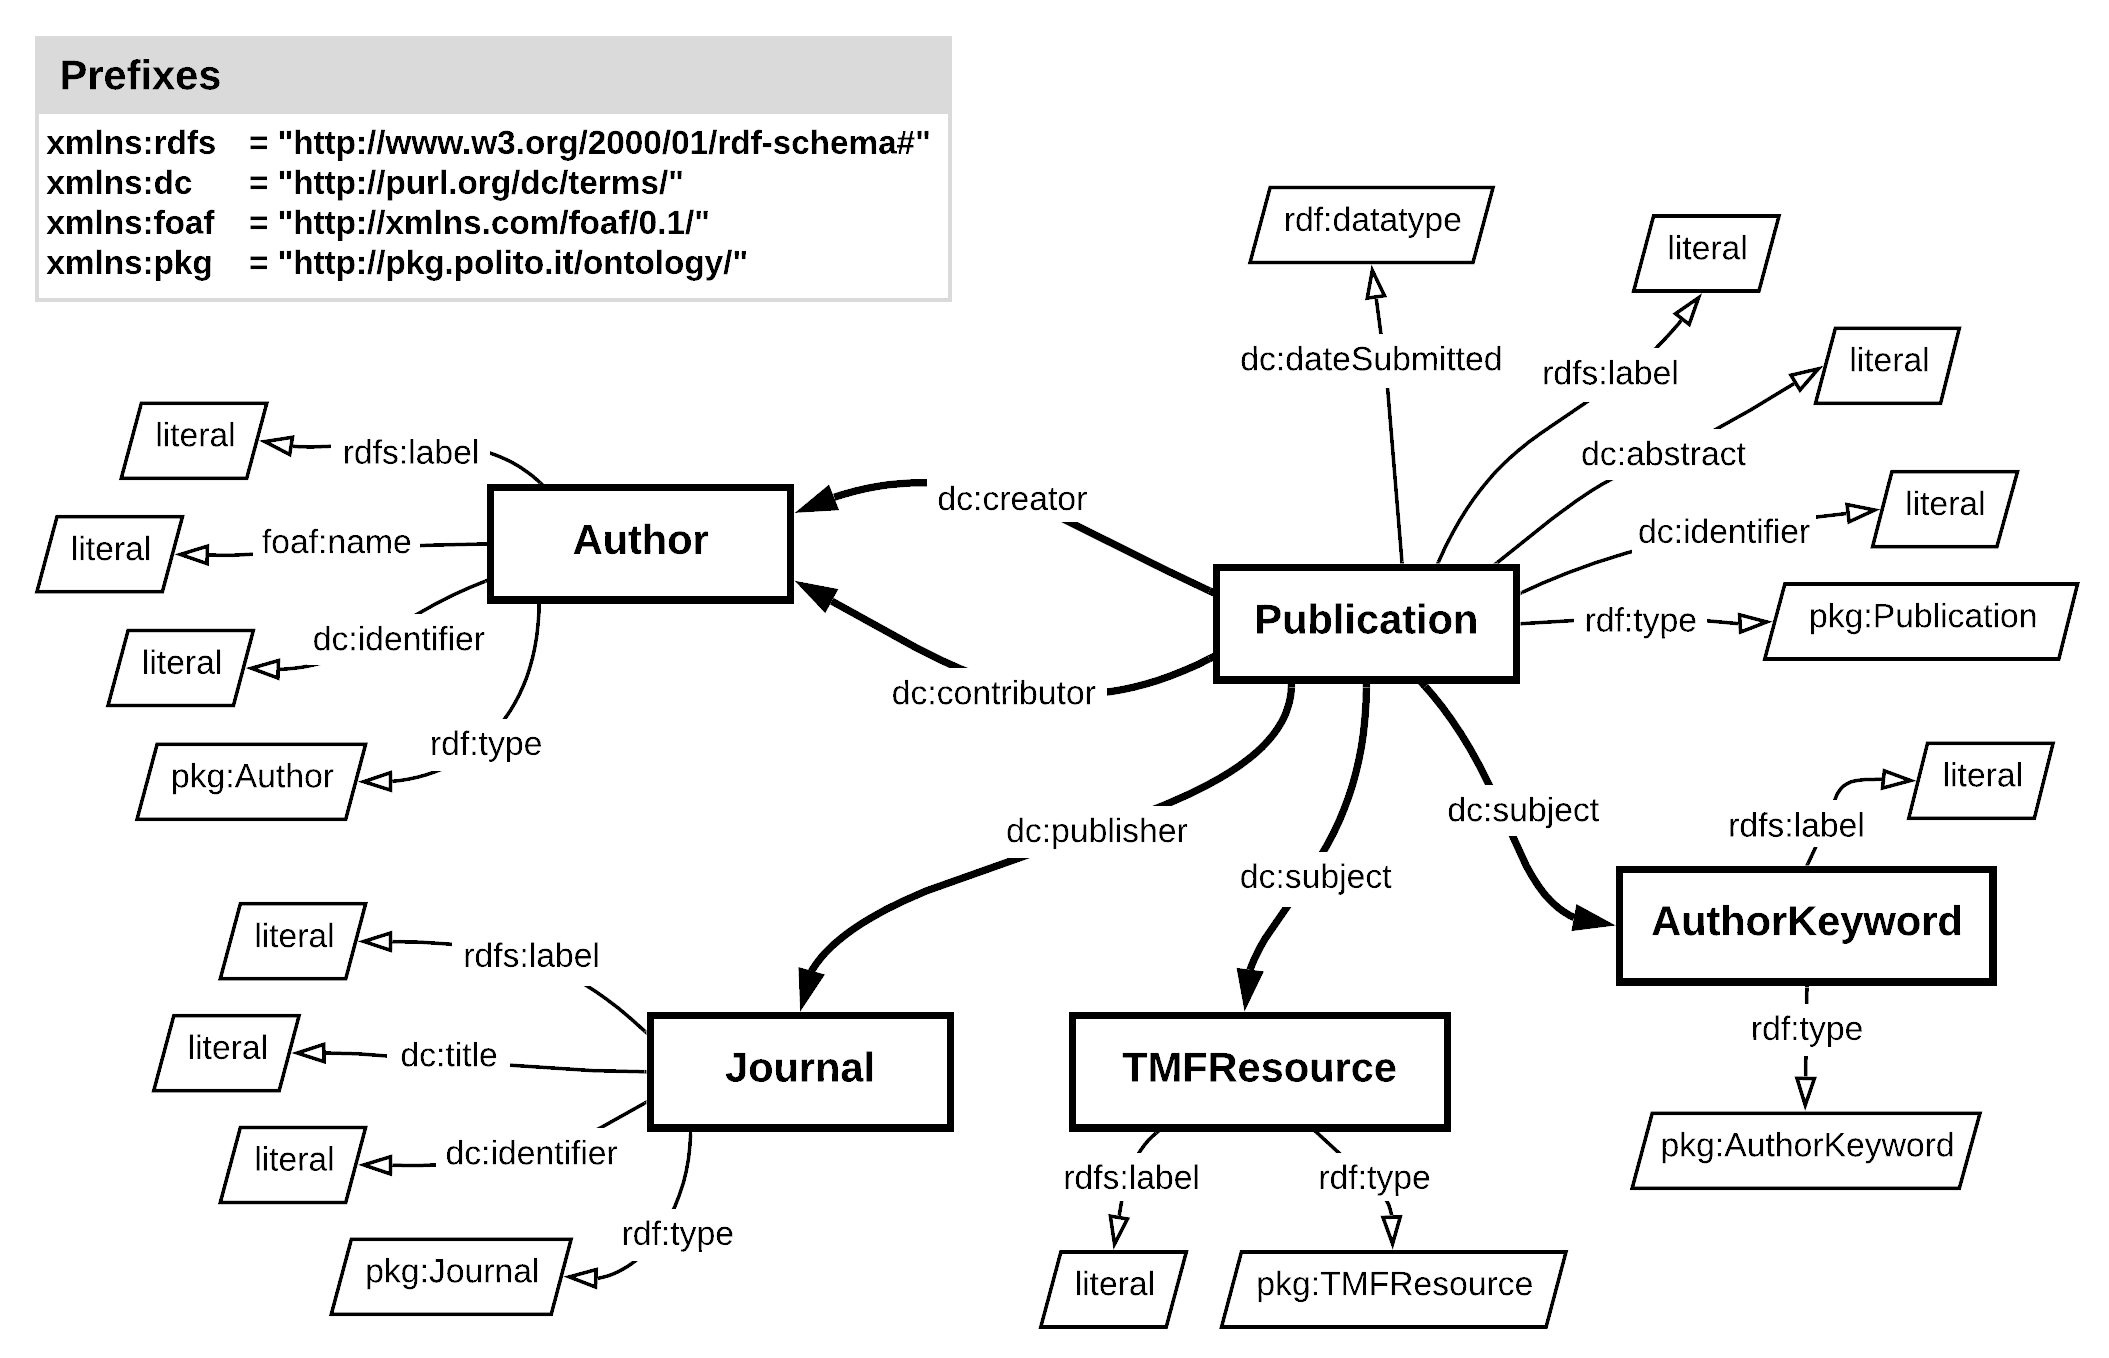 Prefixes
xmlns:rdfs = "http://www.w3.org/2000/01/rdf-schema#"
xmlns:dc = "http://purl.org/dc/terms/"
xmlns:foaf = "http://xmlns.com/foaf/0.1/"
xmlns:pkg = "http://pkg.polito.it/ontology/"
rdf:datatype
literal
dc:dateSubmitted
rdfs:label
literal
dc:abstract
literal
dc:identifier
rdf:type
pkg:Publication
Publication
dc:creator
dc:contributor
literal
rdfs:label
literal
foaf:name
Author
literal
dc:identifier
pkg:Author
rdf:type
dc:publisher
dc:subject
dc:subject
literal
rdfs:label
AuthorKeyword
rdf:type
pkg:AuthorKeyword
literal
rdfs:label
literal
dc:title
Journal
literal
dc:identifier
rdf:type
pkg:Journal
TMFResource
rdfs:label
rdf:type
literal
pkg:TMFResource